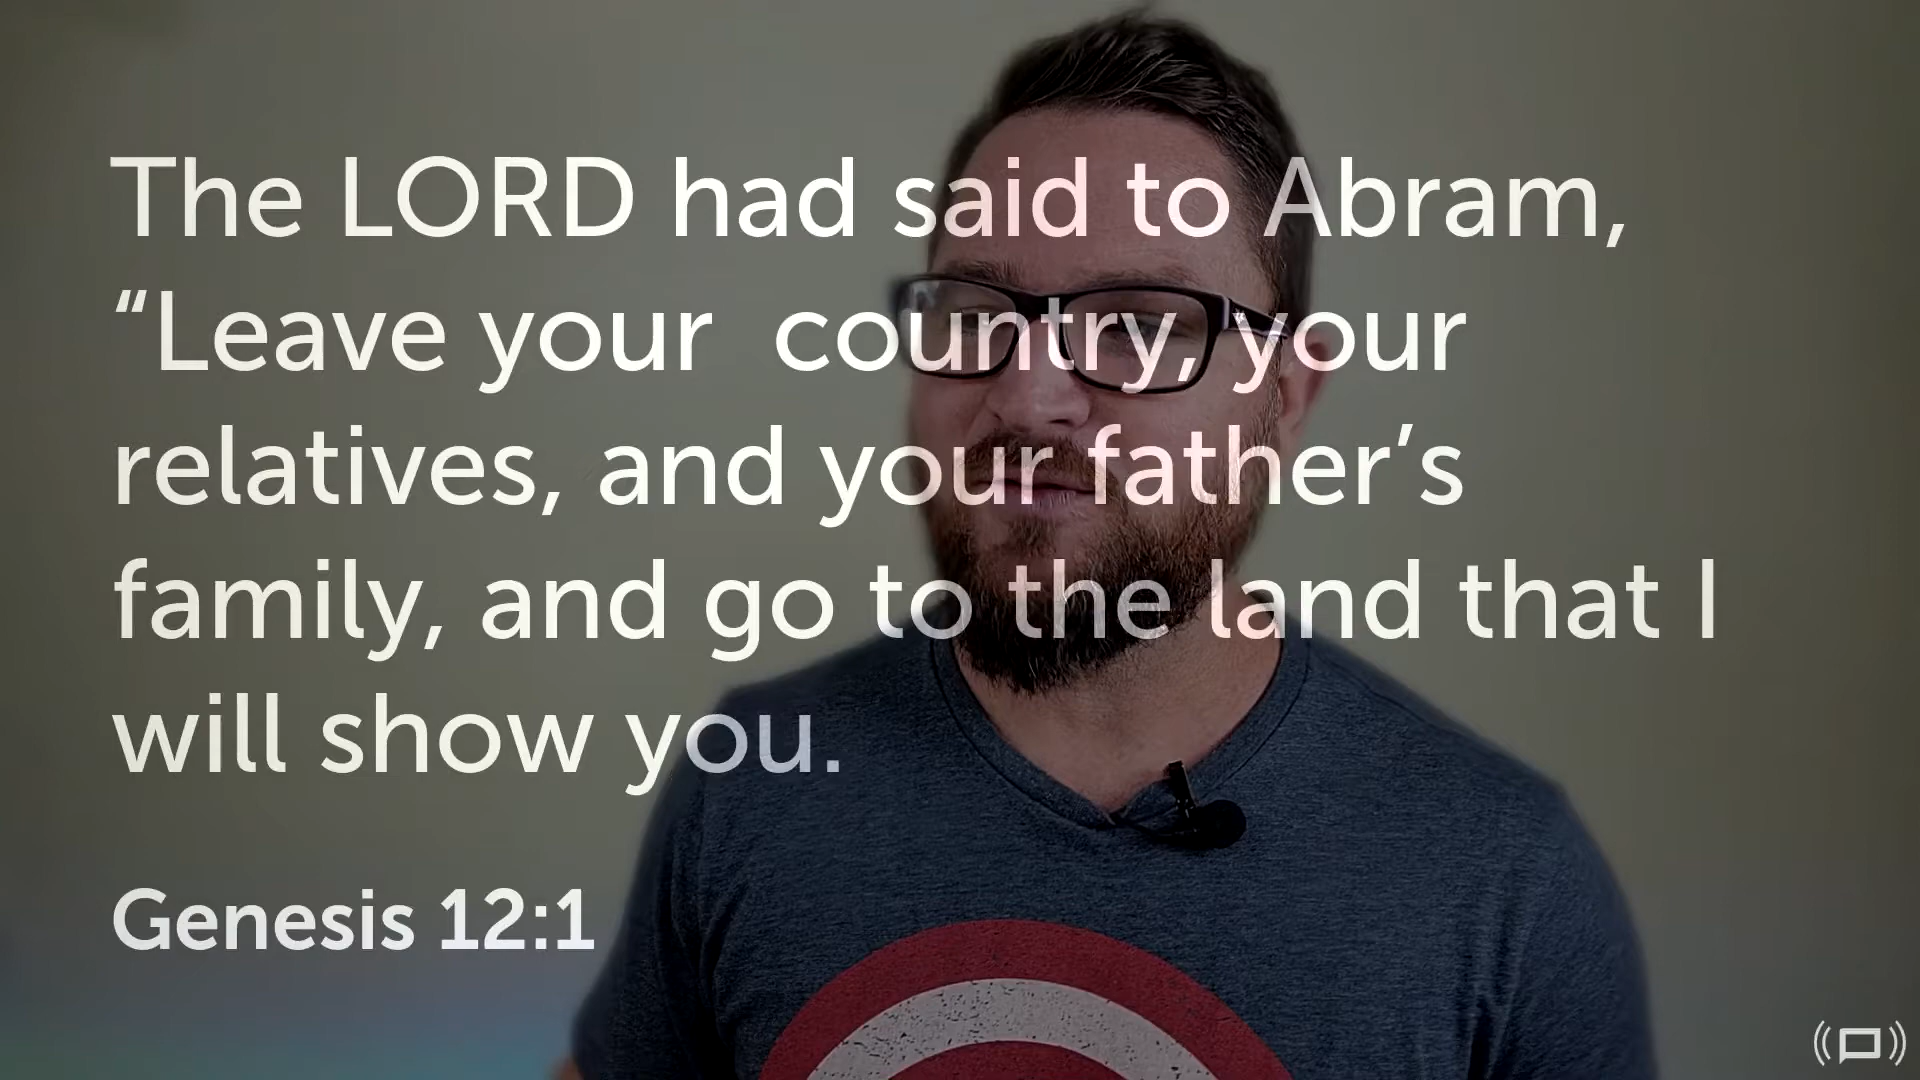 The LORD had said to Abram,
“Leave your  country, your
relatives, and your father’s
family, and go to the land that I
will show you.
Genesis 12:1